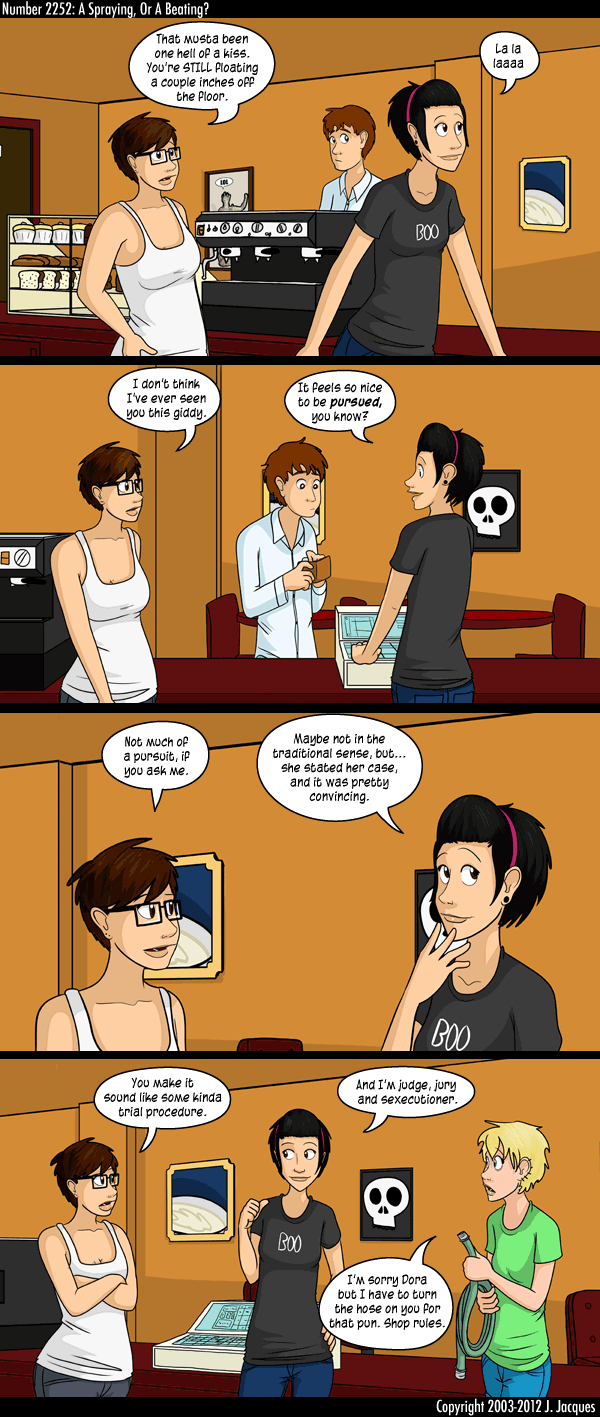 Number 2252: A Spraying, Or A Beating?
That musta been
one hell of a kiss.
You're STILL floating
a couple inches off
the floor.
La la
laaaa
LOL
BOO
I don't think
I've ever seen
you this giddy.
It feels so nice
to be pursued,
you know?
Not much of
a pursuit, if
you ask me.
Maybe not in the
traditional sense, but...
she stated her case,
and it was pretty
convincing.
BOO
You make it
sound like some kinda
trial procedure.
And I'm judge, jury
and sexecutioner.
BOO
I'm sorry Dora
but I have to turn
the hose on you for
that pun. Shop rules.
Copyright 2003-2012 J. Jacques